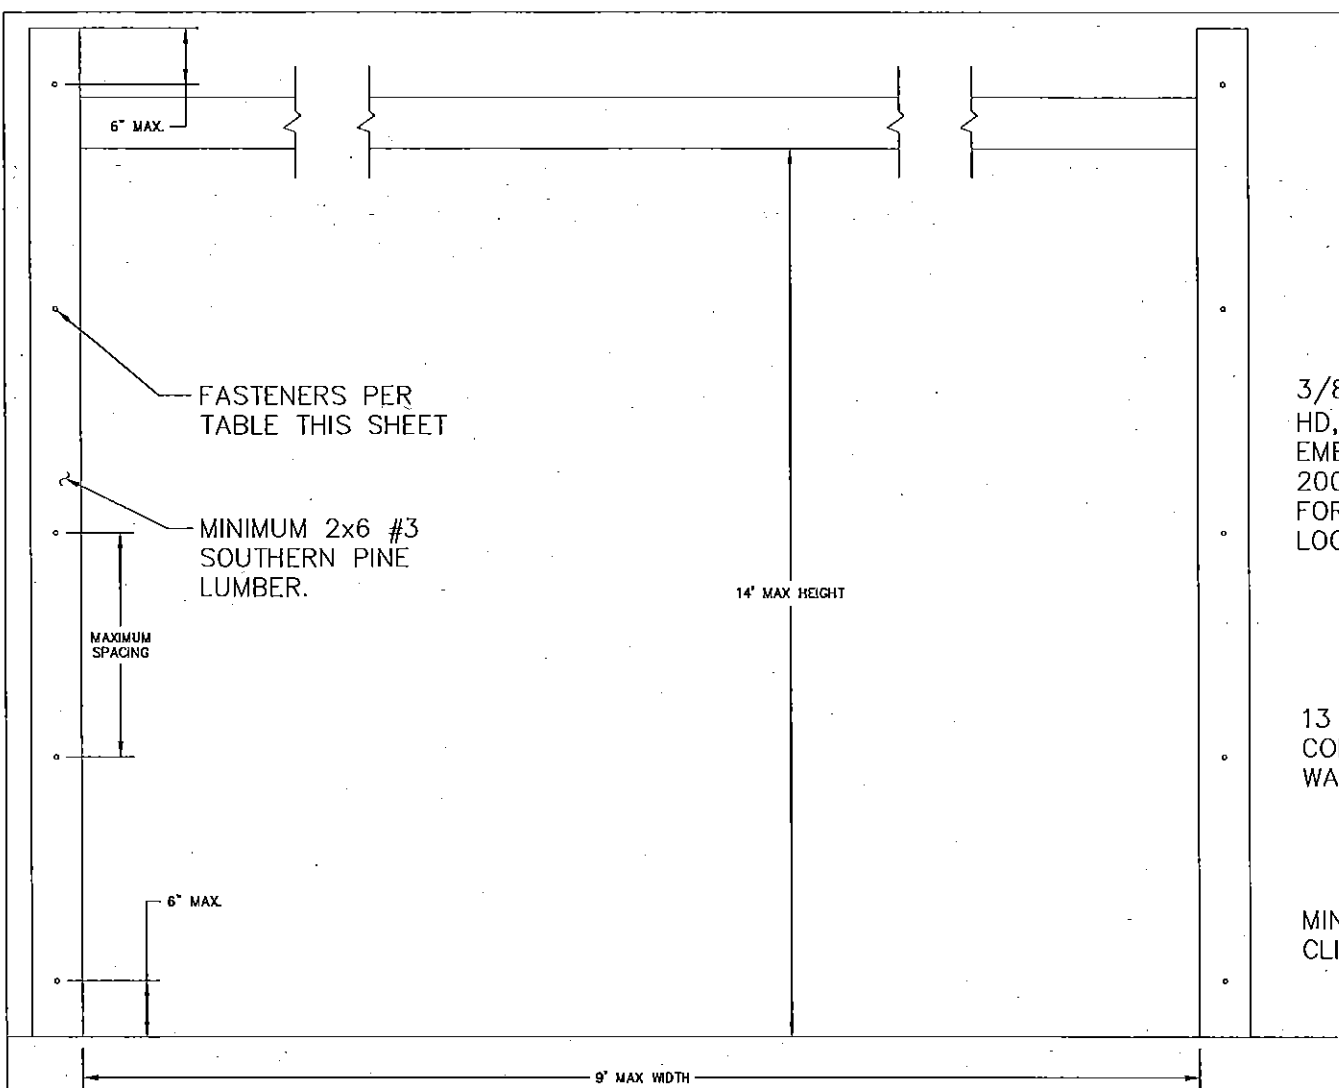 6" MAX.
FASTENERS PER
TABLE THIS SHEET
MINIMUM 2x6 #3
SOUTHERN PINE
LUMBER.
MAXIMUM
SPACING
14' MAX HEIGHT
6" MAX.
9' MAX WIDTH
3/8
HD,
200
FOR
13